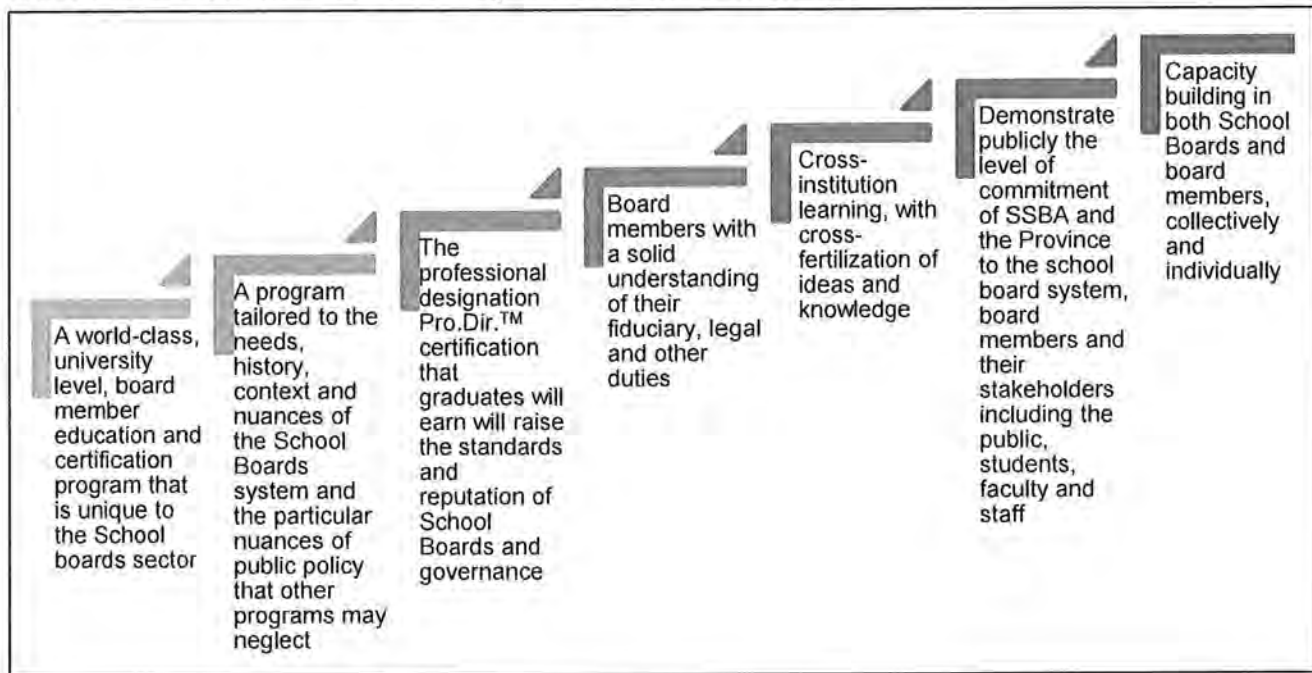 A world-class,
university
level, board
member
education and
certification
program that
is unique to
the School
boards sector
A program
tailored to the
needs,
history,
context and
nuances of
the School
Boards
system and
the particular
nuances of
public policy
that other
programs may
neglect
The
professional
designation
Pro.Dir.™
certification
that
graduates will
earn will raise
the standards
and
reputation of
School
Boards and
governance
Board
members with
a solid
understanding
of their
fiduciary, legal
and other
duties
Cross-
institution
learning, with
cross-
fertilization of
ideas and
knowledge
Demonstrate
publicly the
level of
commitment
of SSBA and
the Province
to the school
board system,
board
members and
their
stakeholders
including the
public,
students,
faculty and
staff
Capacity
building in
both School
Boards and
board
members,
collectively
and
individually